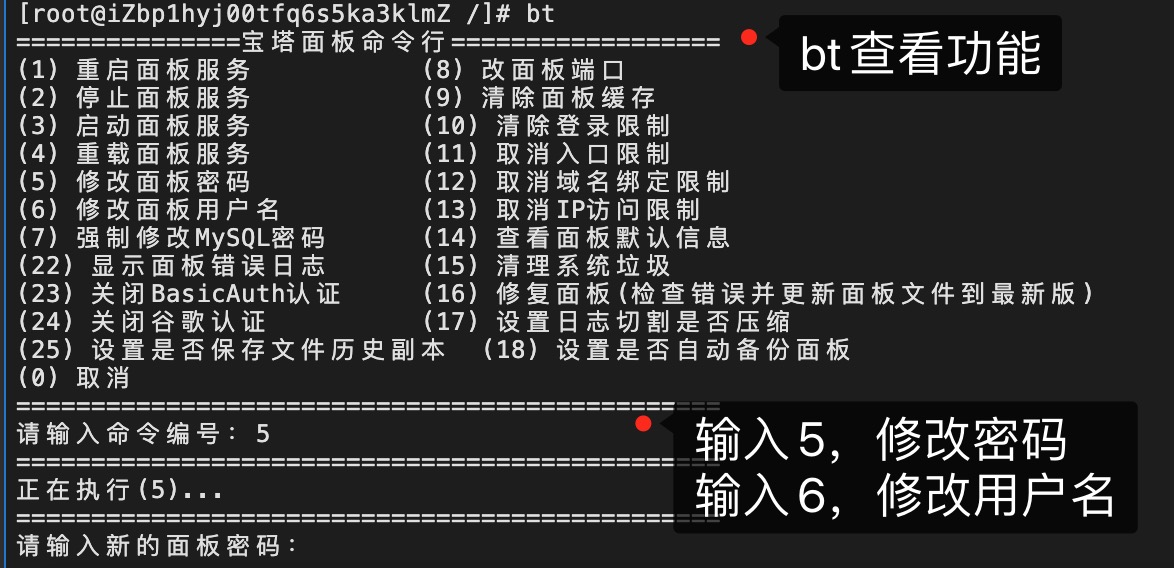 [root@iZbp1hyj00tfq6s5ka3klmZ /]# bt
===============宝塔面板命令行==================
bt查看功能
(1) 重启面板服务 (8) 改面板端口
(2) 停止面板服务 (9) 清除面板缓存
(3) 启动面板服务 (10) 清除登录限制
(4) 重载面板服务 (11) 取消入口限制
(5) 修改面板密码 (12) 取消域名绑定限制
(6) 修改面板用户名 (13) 取消IP访问限制
(7) 强制修改MySQL密码 (14) 查看面板默认信息
(22) 显示面板错误日志 (15) 清理系统垃圾
(23) 关闭BasicAuth认证 (16) 修复面板(检查错误并更新面板文件到最新版)
(24) 关闭谷歌认证 (17) 设置日志切割是否压缩
(25) 设置是否保存文件历史副本 (18) 设置是否自动备份面板
(0) 取消
===============================================
请输入命令编号：5
===============================================
正在执行(5)...
===============================================
请输入新的面板密码：
输入5，修改密码
输入6，修改用户名